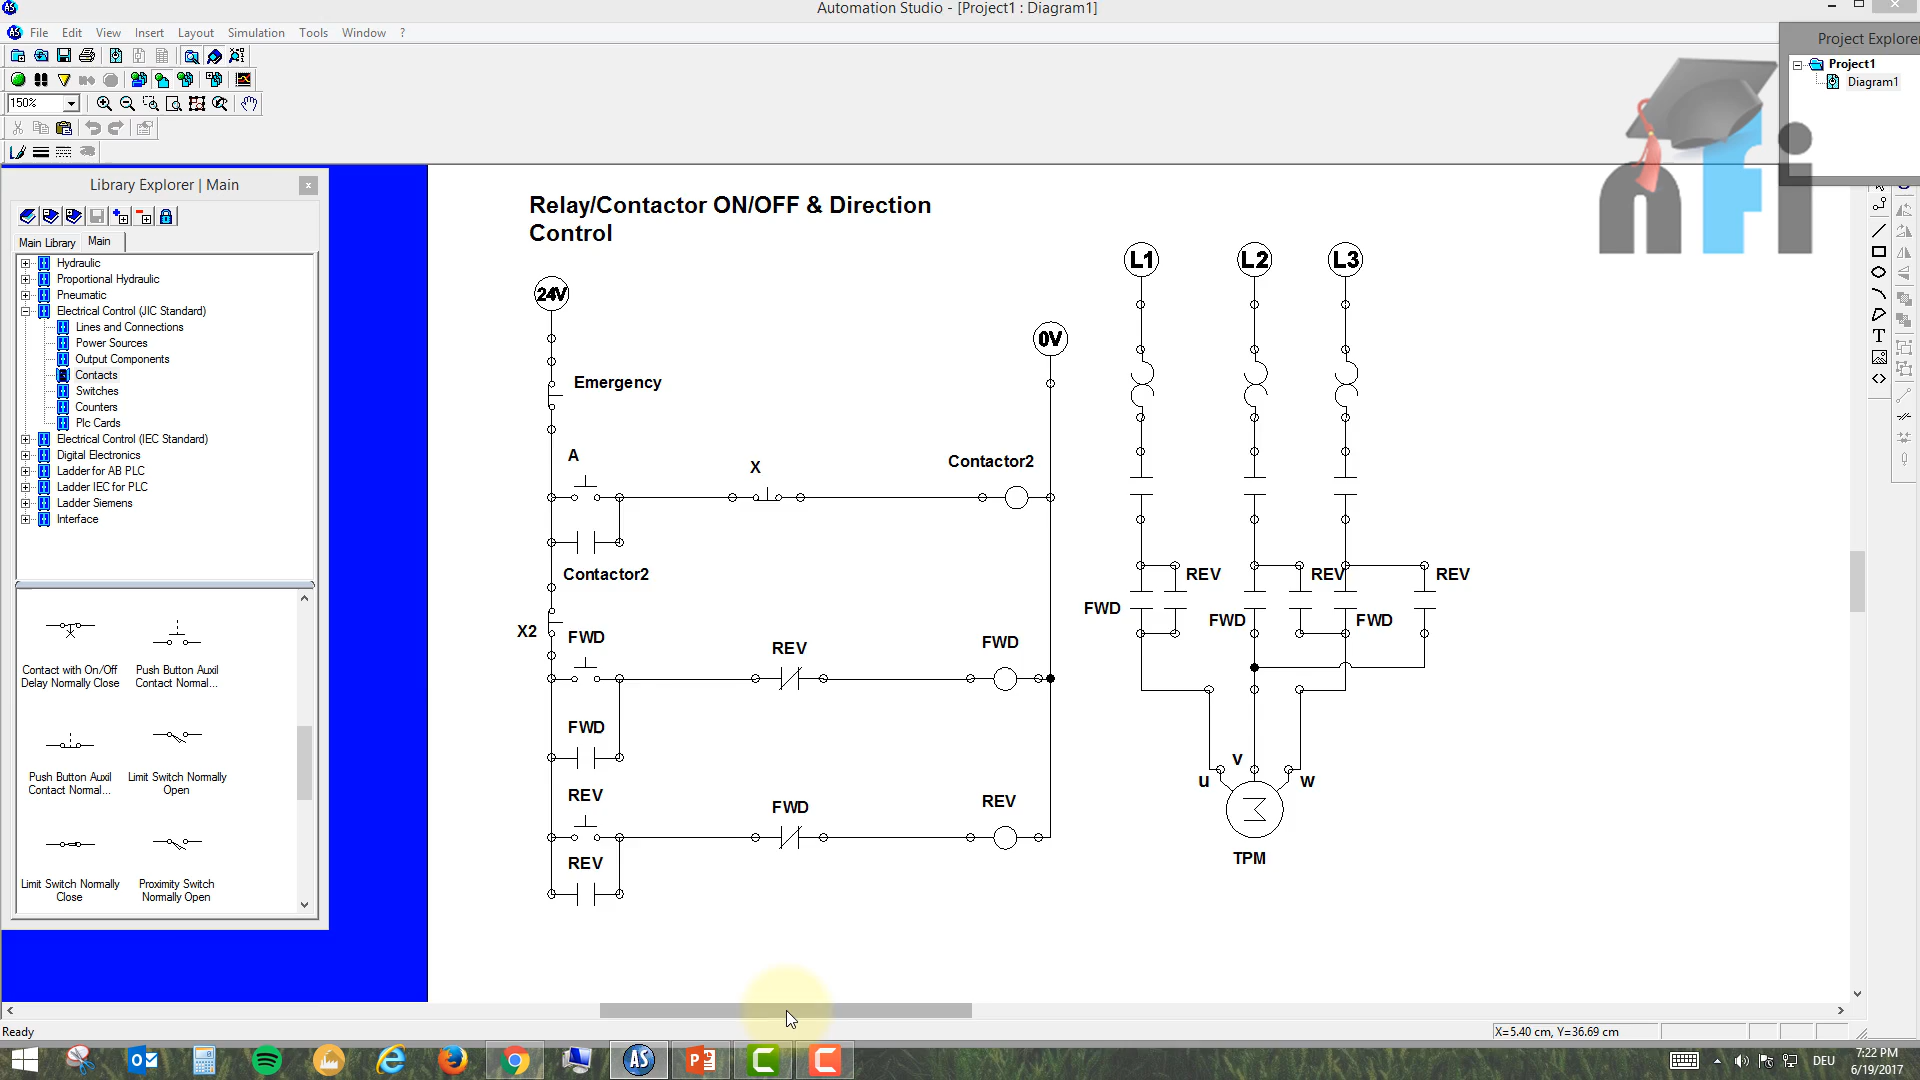 Automation Studio - [Project1 : Diagram1]
File Edit View Insert Layout Simulation Tools Window ?
150%
Project Explorer
Project1
Diagram1
nfi
Library Explorer | Main
Main Library Main
Hydraulic
Proportional Hydraulic
Pneumatic
Electrical Control (JIC Standard)
Lines and Connections
Power Sources
Output Components
Contacts
Switches
Counters
Plc Cards
Electrical Control (IEC Standard)
Digital Electronics
Ladder for AB PLC
Ladder IEC for PLC
Ladder Siemens
Interface
Contact with On/Off
Delay Normally Close
Push Button Auxil
Contact Normal...
Push Button Auxil
Contact Normal...
Limit Switch Normally
Open
Limit Switch Normally
Close
Proximity Switch
Normally Open
Relay/Contactor ON/OFF & Direction
Control
24V
0V
Emergency
A
X
Contactor2
Contactor2
X2
FWD
REV
FWD
FWD
REV
FWD
REV
REV
L1
L2
L3
REV
REV
REV
FWD
FWD
FWD
V
u
w
TPM
Ready
X=5.40 cm, Y=36.69 cm
DEU
7:22 PM
6/19/2017